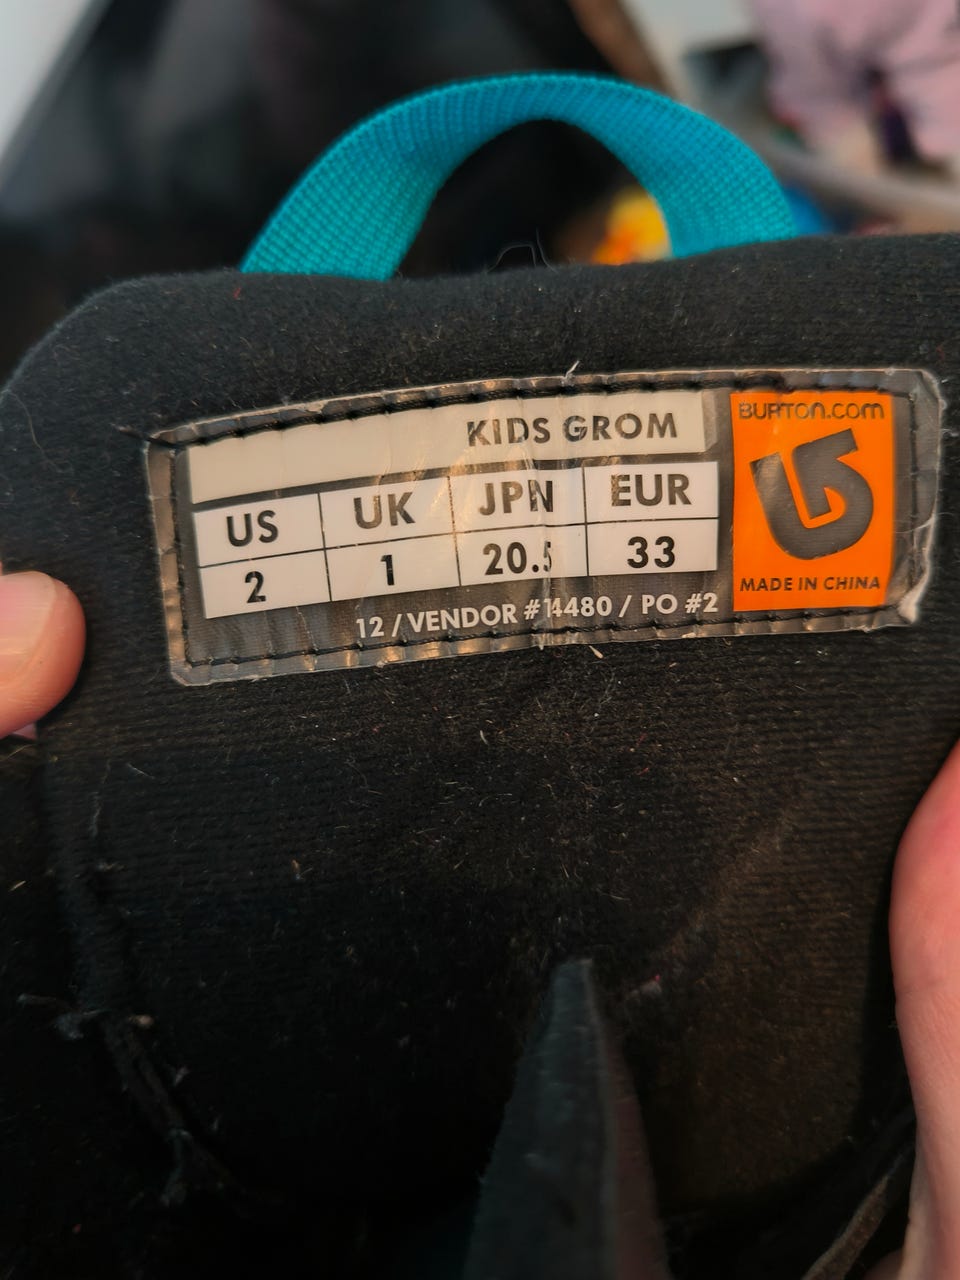 KIDS GROM
US UK JPN EUR
2 1 20.5 33
12 / VENDOR #14480 / PO #2
BURTON.COM
MADE IN CHINA